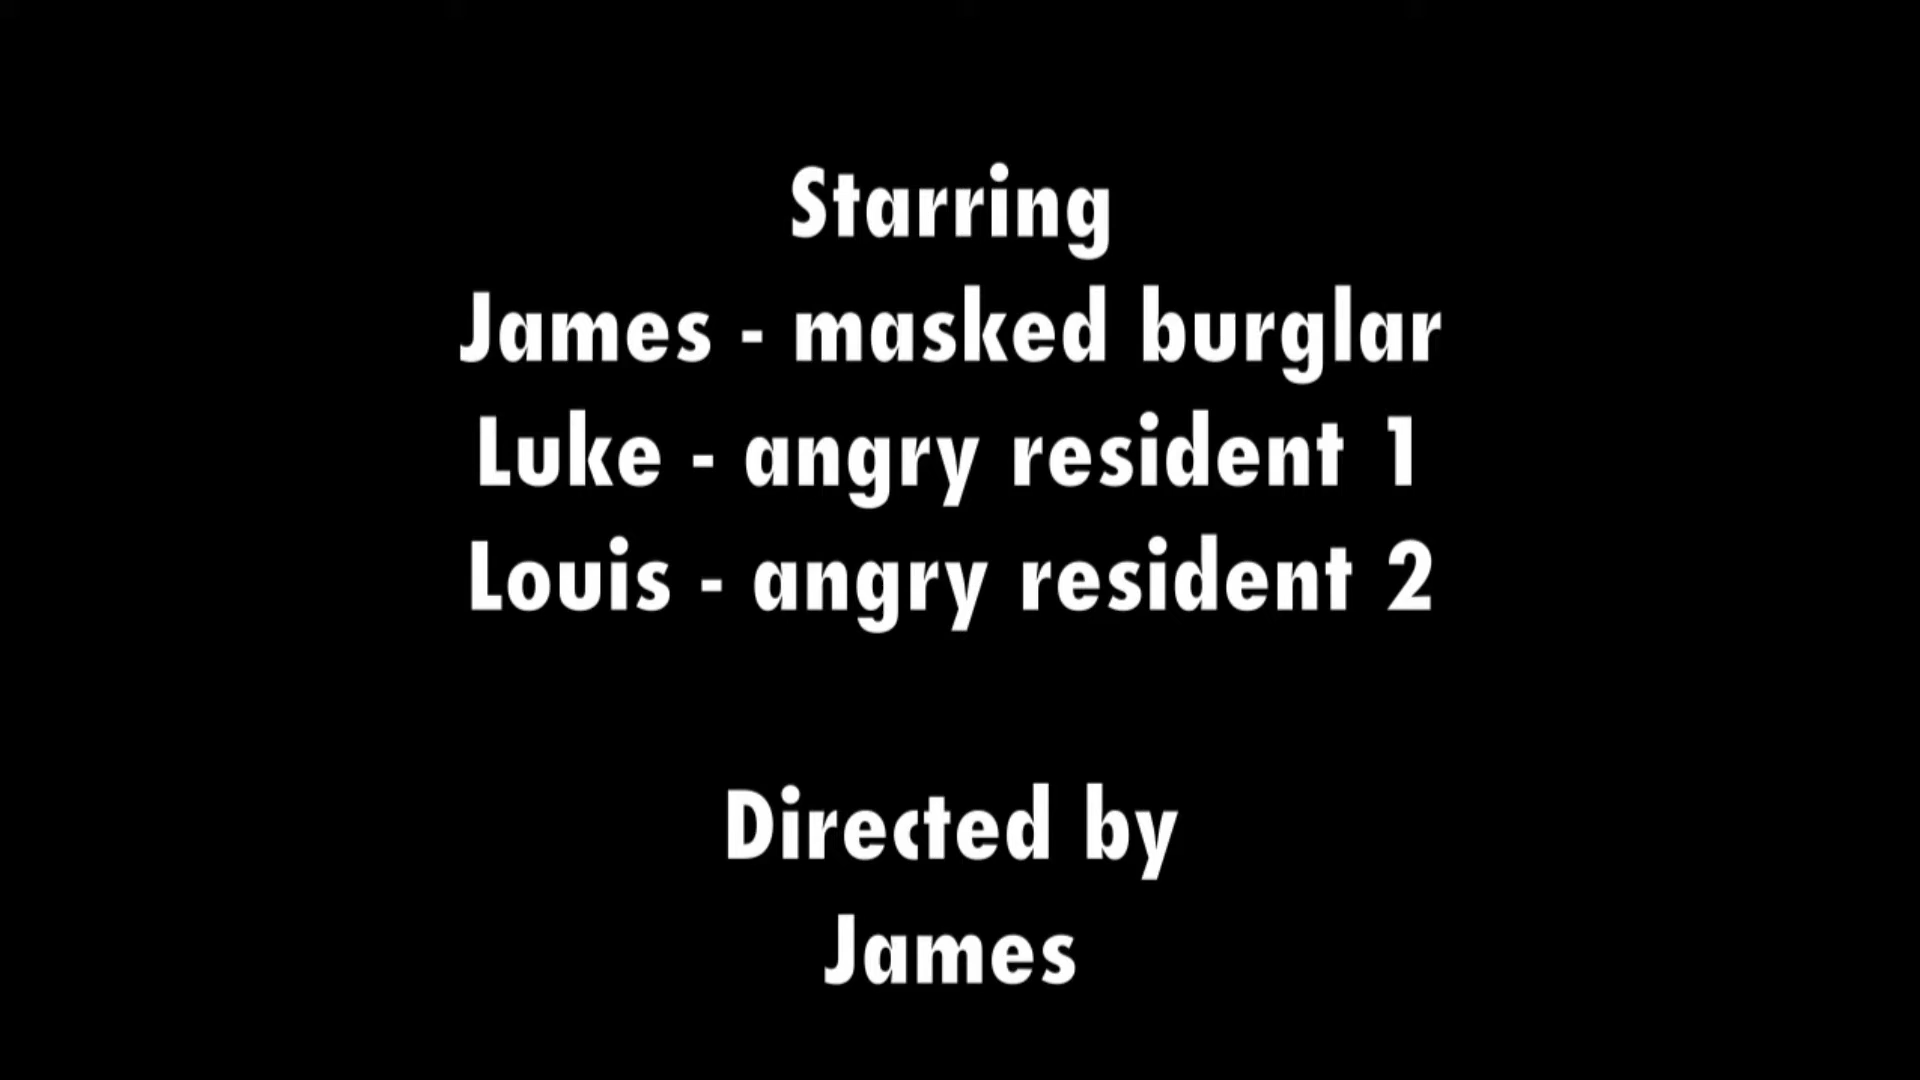 Starring
James - masked burglar
Luke - angry resident 1
Louis - angry resident 2
Directed by
James